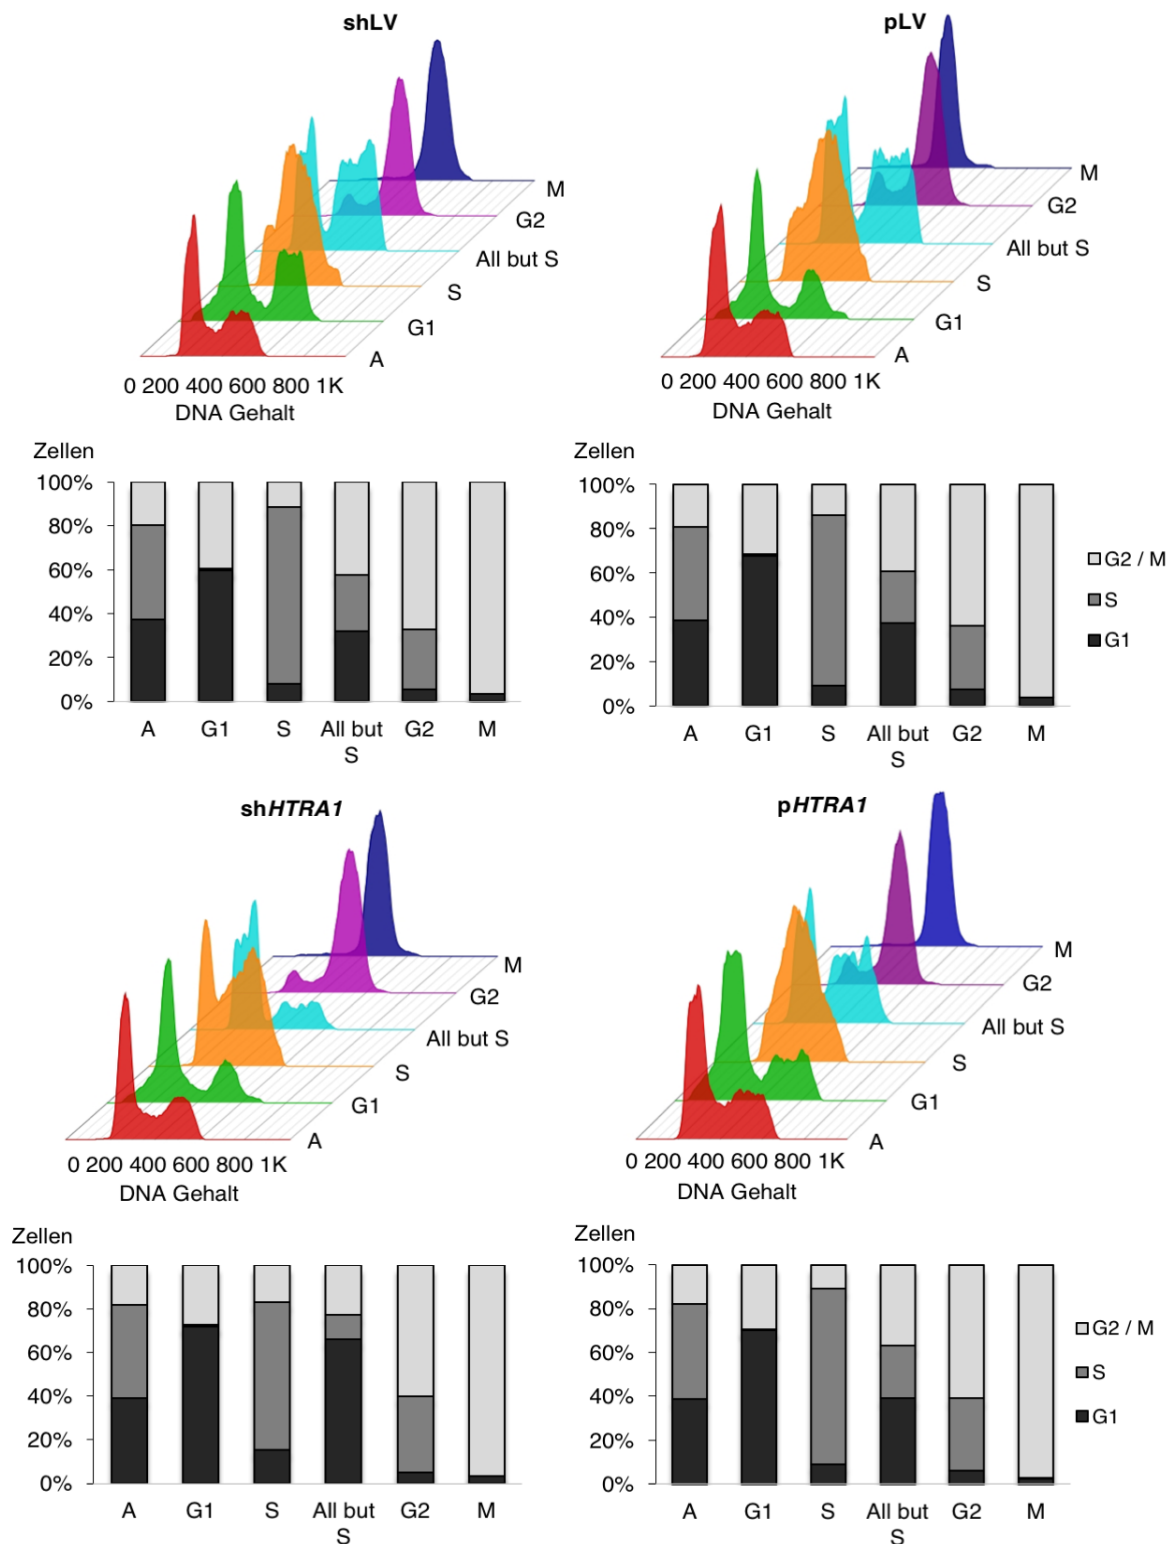 shLV
M
G2
All but S
S
G1
A
0 200 400 600 800 1K
DNA Gehalt
pLV
M
G2
All but S
S
G1
A
0 200 400 600 800 1K
DNA Gehalt
Zellen
100%
80%
60%
40%
20%
0%
A G1 S All but G2 M
S
Zellen
100%
80%
60%
40%
20%
0%
A G1 S All but G2 M
S
G2 / M
S
G1
shHTRA1
M
G2
All but S
S
G1
A
0 200 400 600 800 1K
DNA Gehalt
pHTRA1
M
G2
All but S
S
G1
A
0 200 400 600 800 1K
DNA Gehalt
Zellen
100%
80%
60%
40%
20%
0%
A G1 S All but G2 M
S
Zellen
100%
80%
60%
40%
20%
0%
A G1 S All but G2 M
S
G2 / M
S
G1